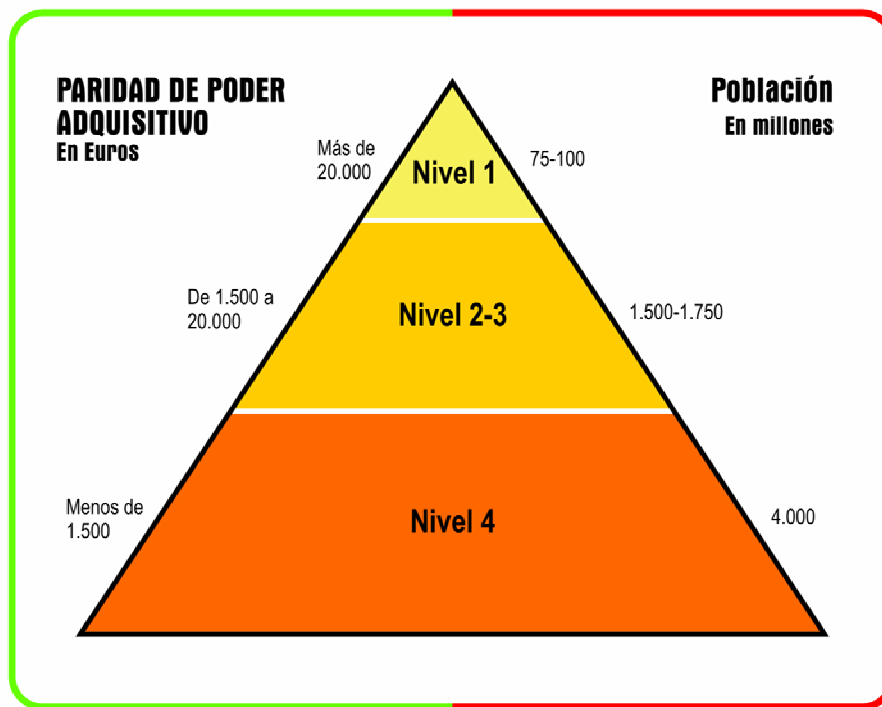 PARIDAD DE PODER
ADQUISITIVO
En Euros
Población
En millones
Más de
20.000
Nivel 1
75-100
De 1.500 a
20.000
Nivel 2-3
1.500-1.750
Menos de
1.500
Nivel 4
4.000